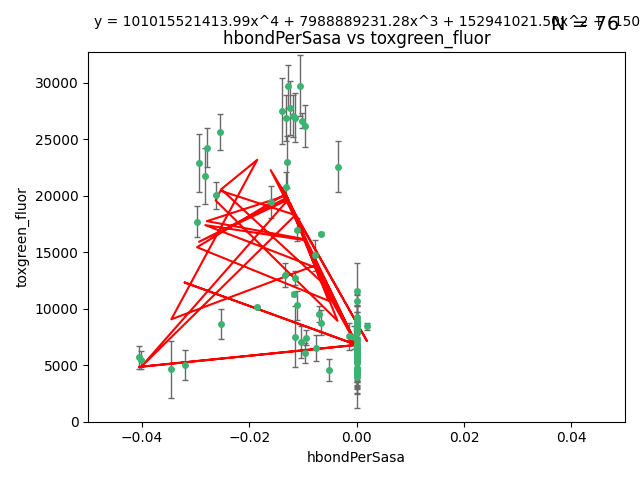 y = 101015521413.99x^4 + 7988889231.28x^3 + 152941021.50x^2 + 150
N = 76
hbondPerSasa vs toxgreen_fluor
30000
25000
20000
15000
10000
5000
0
toxgreen_fluor
−0.04 −0.02 0.00 0.02 0.04
hbondPerSasa